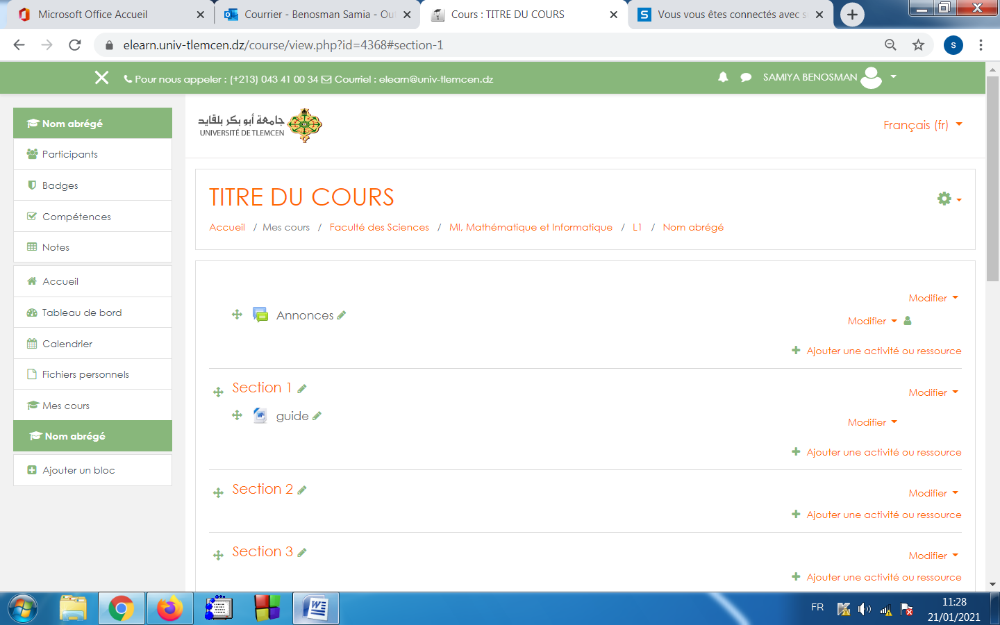 Microsoft Office Accueil
Courrier - Benosman Samia - Ou
Cours : TITRE DU COURS
Vous vous êtes connectés avec s
elearn.univ-tlemcen.dz/course/view.php?id=4368#section-1
S
Pour nous appeler : (+213) 043 41 00 34 Courriel : elearn@univ-tlemcen.dz
SAMIYA BENOSMAN
Nom abrégé
Participants
Badges
Compétences
Notes
Accueil
Tableau de bord
Calendrier
Fichiers personnels
Mes cours
Nom abrégé
Ajouter un bloc
جامعة أبو بكر بلقايد
UNIVERSITÉ DE TLEMCEN
Français (fr)
TITRE DU COURS
Accueil / Mes cours / Faculté des Sciences / MI, Mathématique et Informatique / L1 / Nom abrégé
Modifier
Annonces
Modifier
Ajouter une activité ou ressource
Section 1
Modifier
guide
Modifier
Ajouter une activité ou ressource
Section 2
Modifier
Ajouter une activité ou ressource
Section 3
Modifier
Ajouter une activité ou ressource
FR
11:28
21/01/2021